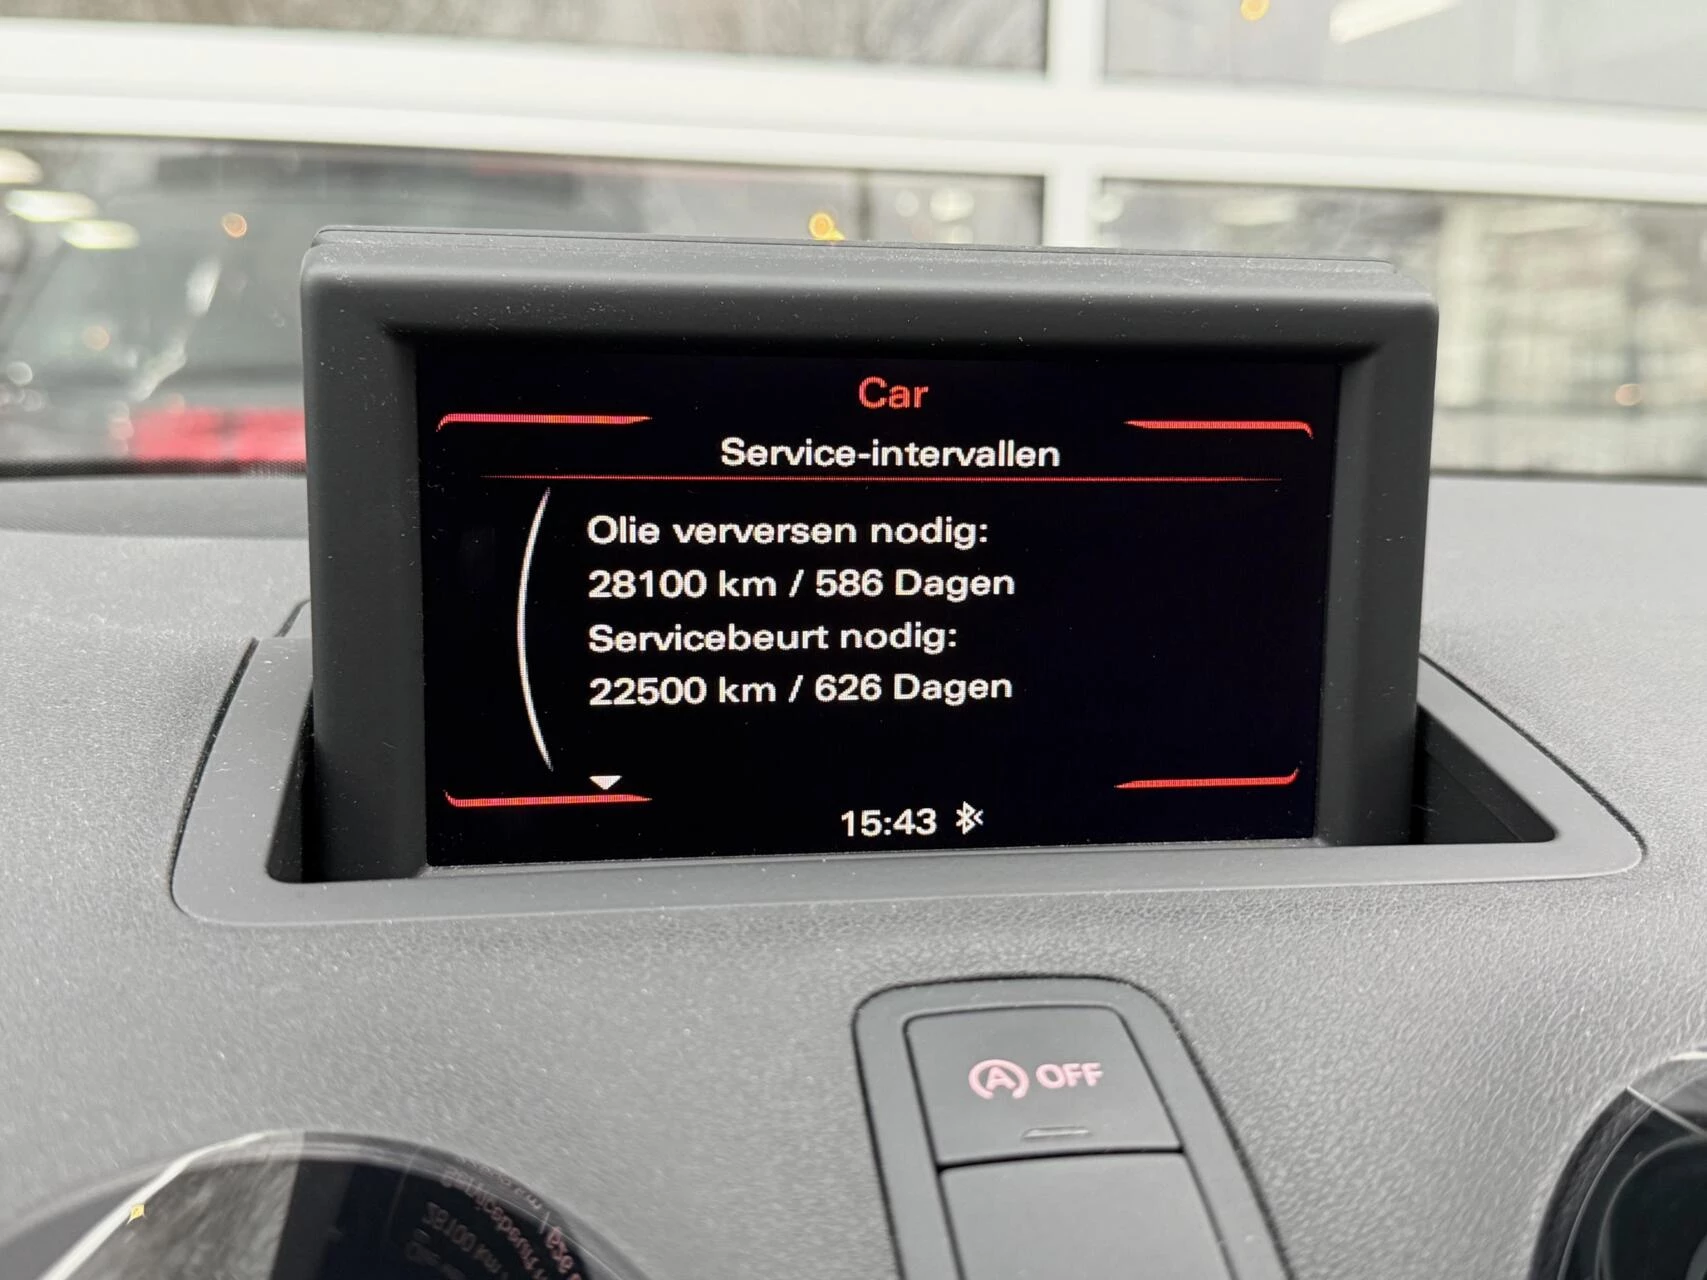 Car
Service-intervallen
Olie verversen nodig:
28100 km / 586 Dagen
Servicebeurt nodig:
22500 km / 626 Dagen
15:43
A OFF